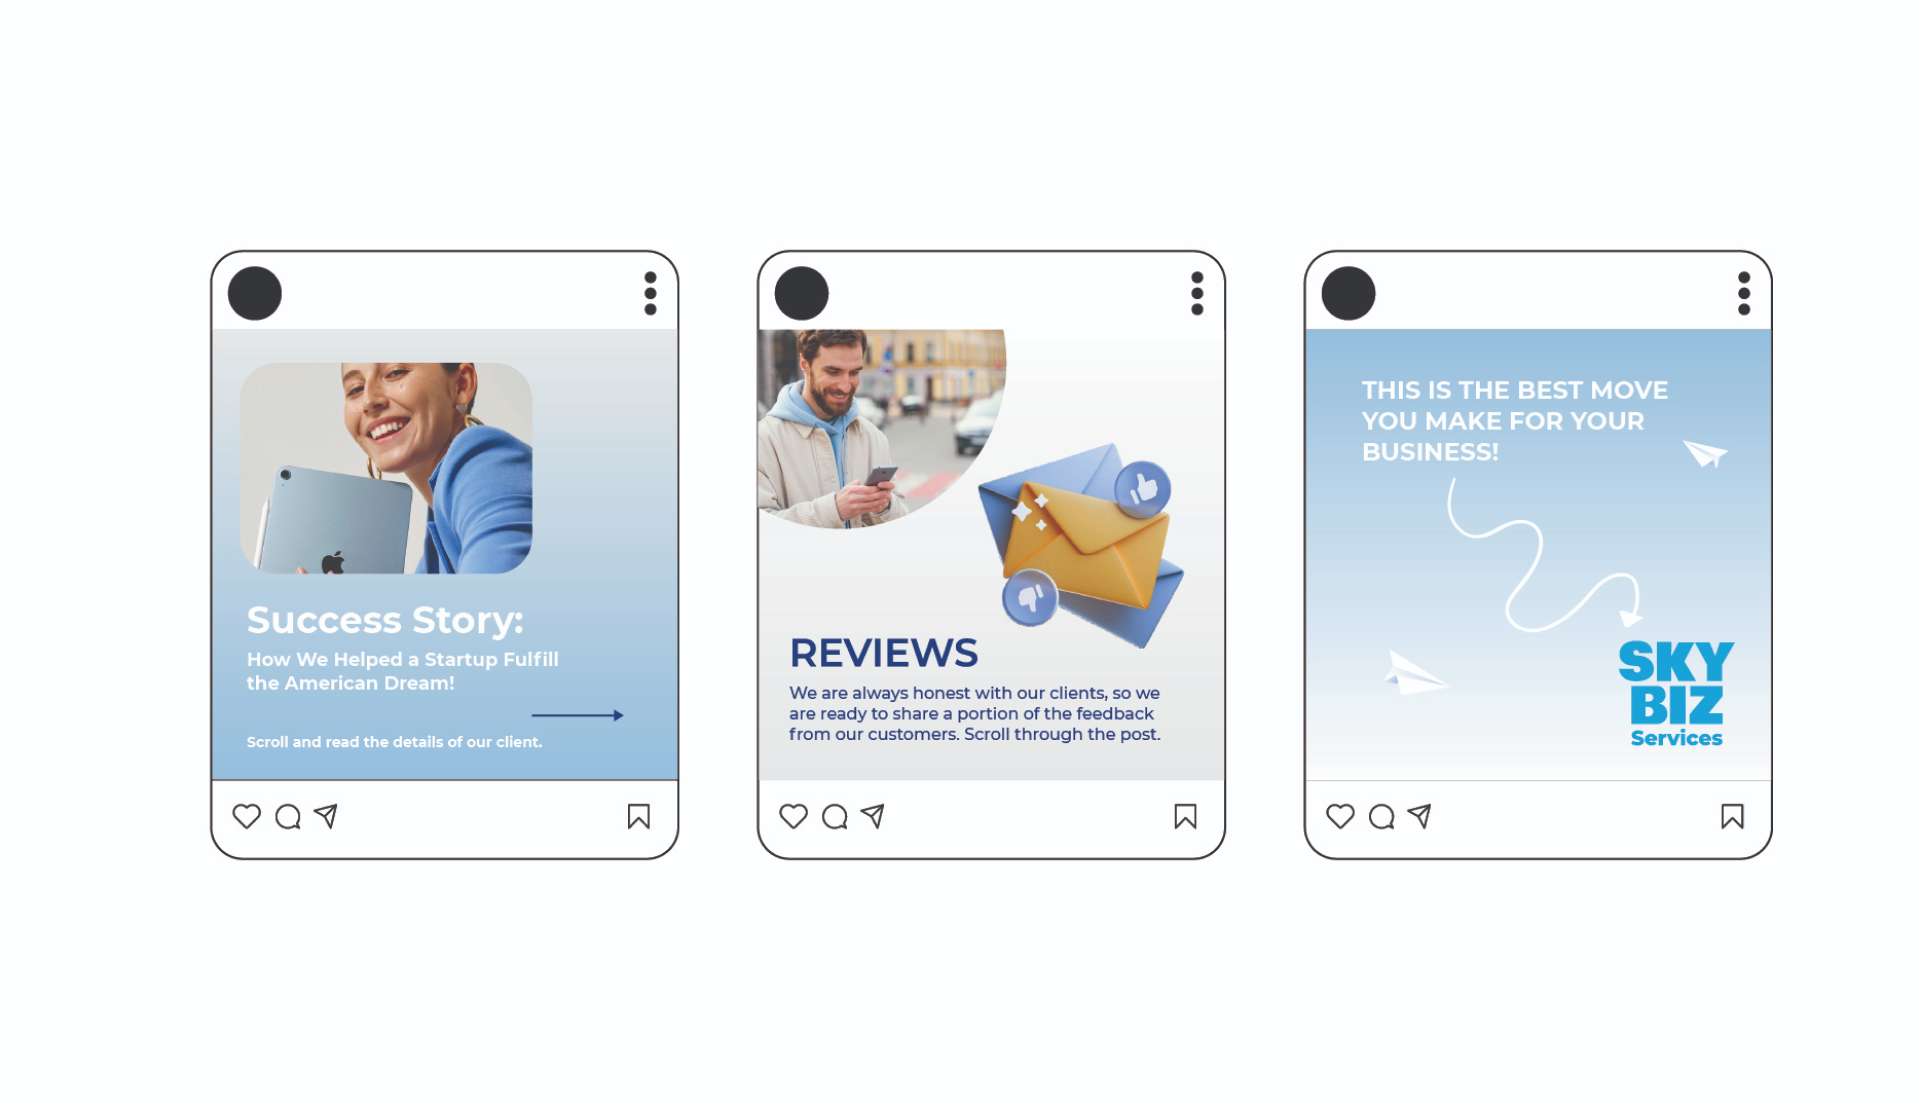 Success Story:
How We Helped a Startup Fulfill
the American Dream!
Scroll and read the details of our client.
REVIEWS
We are always honest with our clients, so we
are ready to share a portion of the feedback
from our customers. Scroll through the post.
THIS IS THE BEST MOVE
YOU MAKE FOR YOUR
BUSINESS!
SKY
BIZ
Services